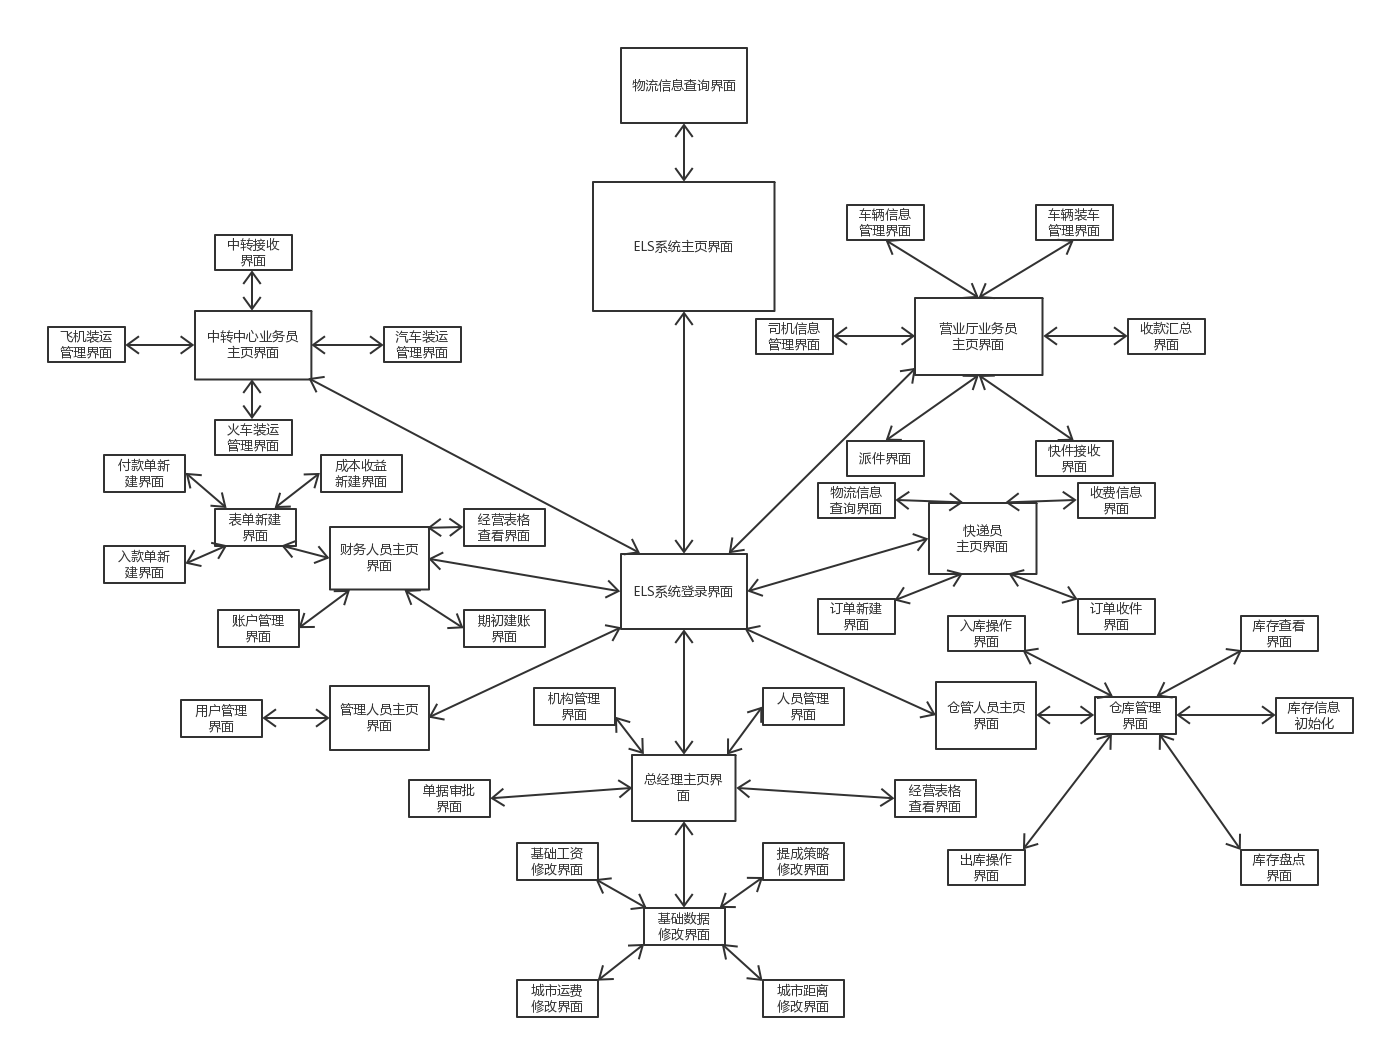 物流信息查询界面
ELS系统主页界面
车辆信息
管理界面
车辆装车
管理界面
中转接收
界面
飞机装运
管理界面
中转中心业务员
主页界面
汽车装运
管理界面
司机信息
管理界面
营业厅业务员
主页界面
收款汇总
界面
火车装运
管理界面
派件界面
快件接收
界面
付款单新
建界面
成本收益
新建界面
物流信息
查询界面
收费信息
界面
表单新建
界面
经营表格
查看界面
快递员
主页界面
入款单新
建界面
财务人员主页
界面
ELS系统登录界面
账户管理
界面
期初建账
界面
订单新建
界面
订单收件
界面
入库操作
界面
库存查看
界面
用户管理
界面
管理人员主页
界面
机构管理
界面
人员管理
界面
仓管人员主页
界面
仓库管理
界面
库存信息
初始化
单据审批
界面
总经理主页界
面
经营表格
查看界面
基础工资
修改界面
提成策略
修改界面
出库操作
界面
库存盘点
界面
基础数据
修改界面
城市运费
修改界面
城市距离
修改界面